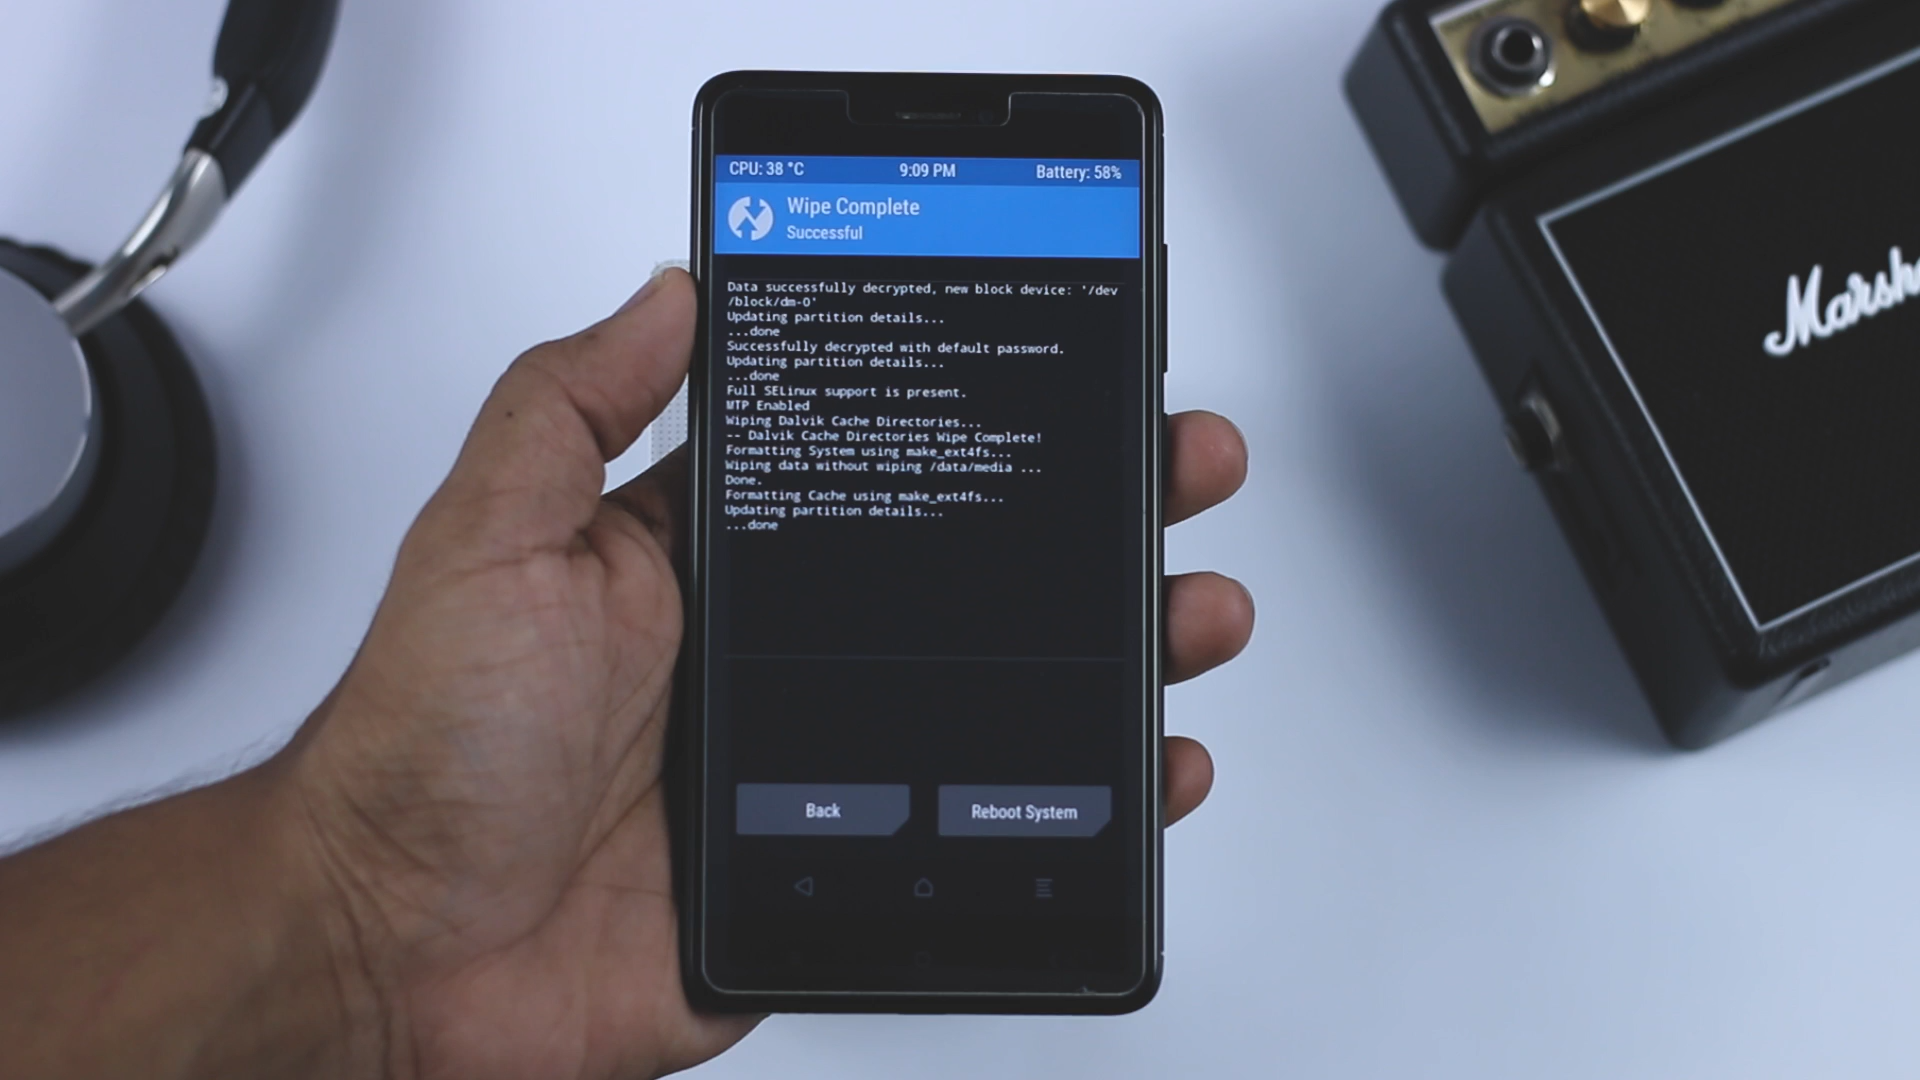 CPU: 38 °C 9:09 PM Battery: 58%
Wipe Complete
Successful
Data successfully decrypted, new block device: '/dev
/block/dm-0'
Updating partition details...
...done
Successfully decrypted with default password.
Updating partition details...
...done
Full SELinux support is present.
MTP Enabled
Wiping Dalvik Cache Directories...
-- Dalvik Cache Directories Wipe Complete!
Formatting System using make_ext4fs...
Wiping data without wiping /data/media ...
Done.
Formatting Cache using make_ext4fs...
Updating partition details...
...done
Back Reboot System
Marsh